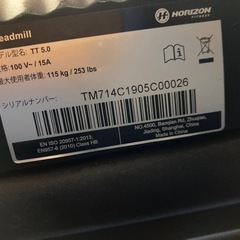 HORIZON
FITNESS
eadmill
デル型名: TT 5.0
格:100 V~ / 15A
最大使用者体重: 115 kg / 253 lbs
シリアルナンバー:
TM714C1905C00026
EN ISO 20957-1:2013,
EN957-6 (2010) Class HB
NO.4500, Baoqian Rd, Zhuqiao,
Jiading, Shanghai, China
MADE IN CHINA